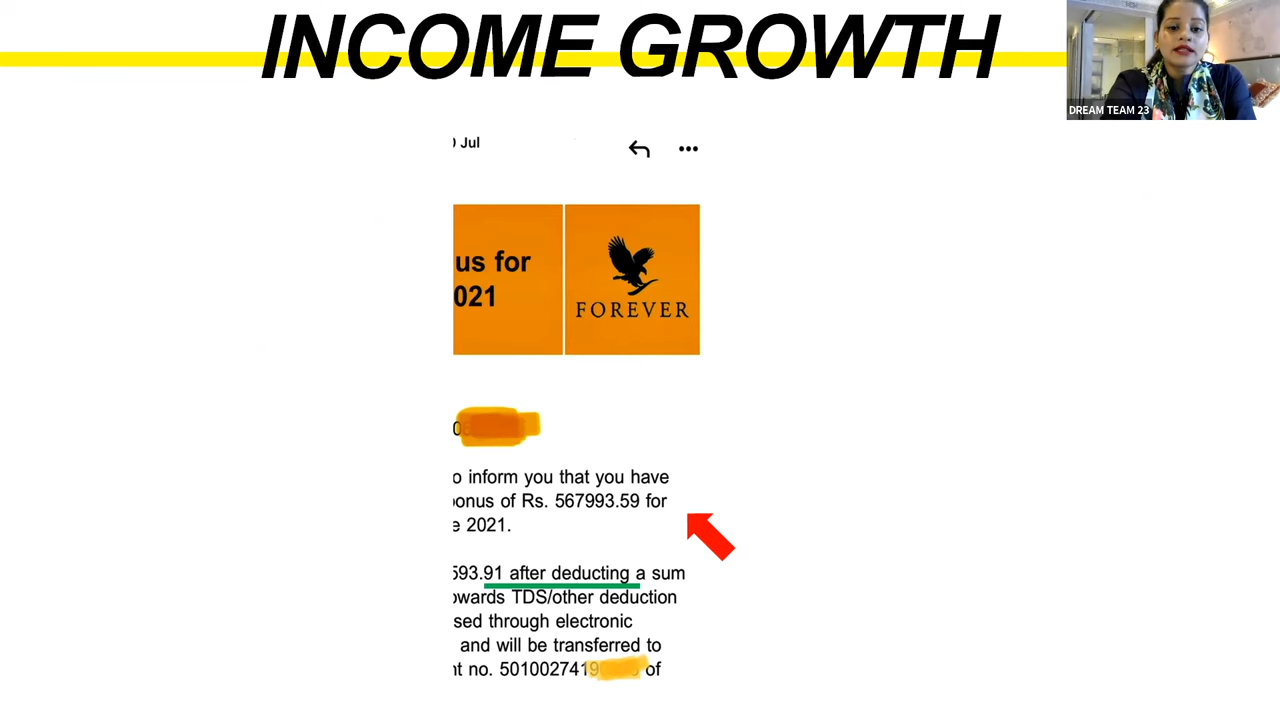 INCOME GROWTH
DREAM TEAM 23
Jul
us for
021
FOREVER
o inform you that you have
onus of Rs. 567993.59 for
e 2021.
593.91 after deducting a sum
owards TDS/other deduction
sed through electronic
and will be transferred to
nt no. 5010027419 of